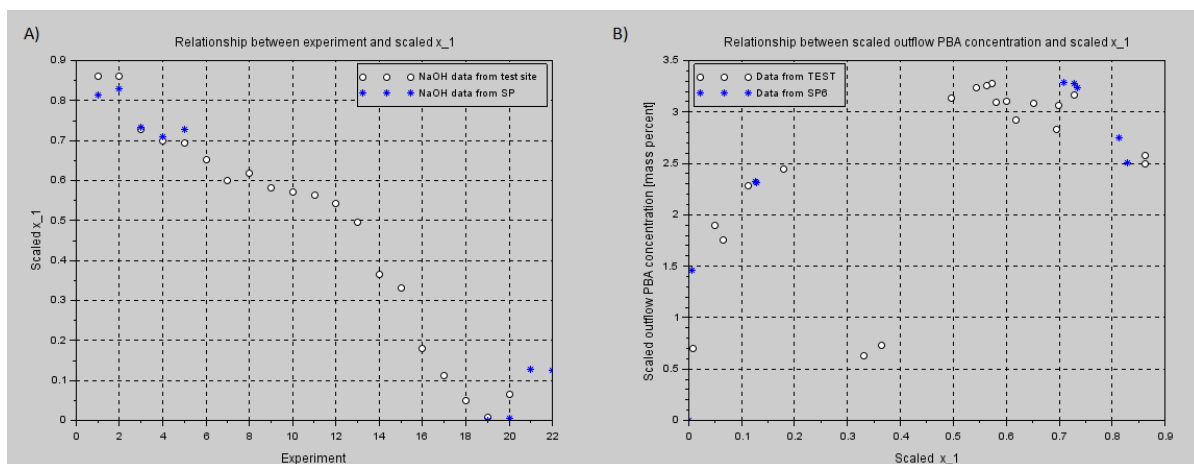 A)
Relationship between experiment and scaled x_1
NaOH data from test site
NaOH data from SP
Scaled x_1
0.9
0.8
0.7
0.6
0.5
0.4
0.3
0.2
0.1
0
0 2 4 6 8 10 12 14 16 18 20 22
Experiment
B)
Relationship between scaled outflow PBA concentration and scaled x_1
Data from TEST
Data from SP6
Scaled outflow PBA concentration [mass percent]
3.5
3
2.5
2
1.5
1
0.5
0
0 0.1 0.2 0.3 0.4 0.5 0.6 0.7 0.8 0.9
Scaled x_1